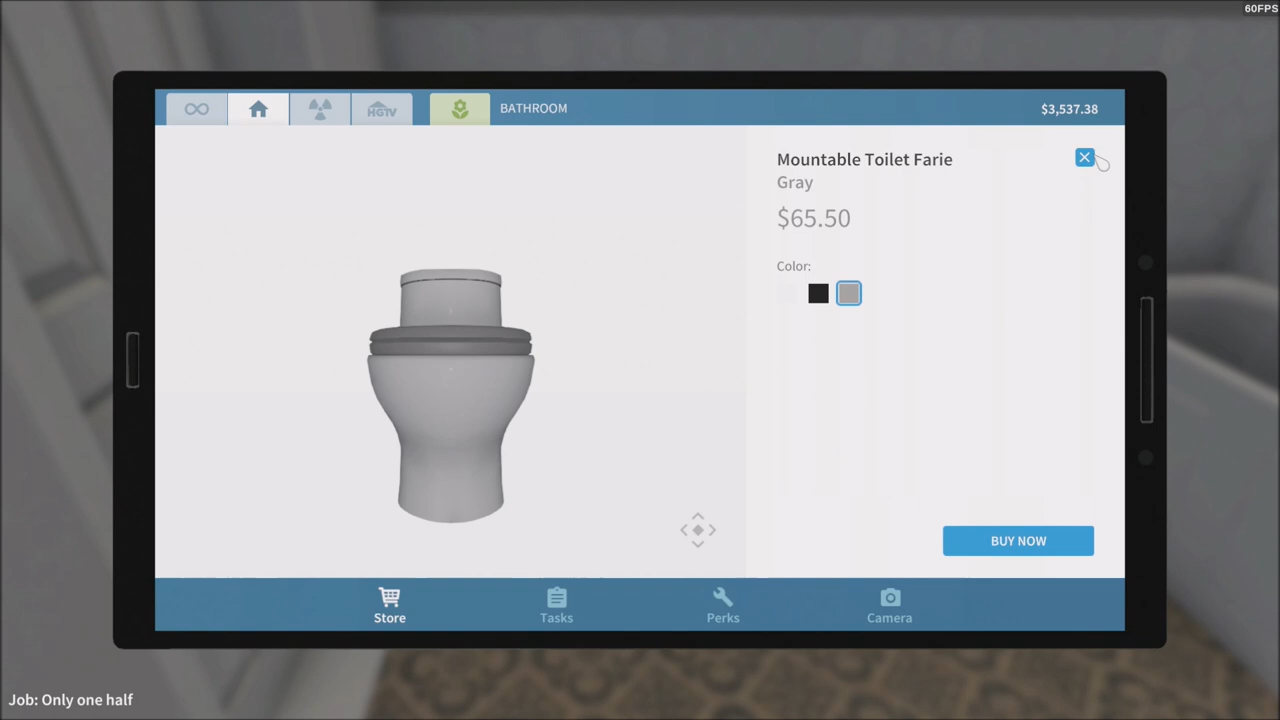 60FPS
HGTV
BATHROOM
$3,537.38
Mountable Toilet Farie
Gray
$65.50
Color:
BUY NOW
Store
Tasks
Perks
Camera
Job: Only one half